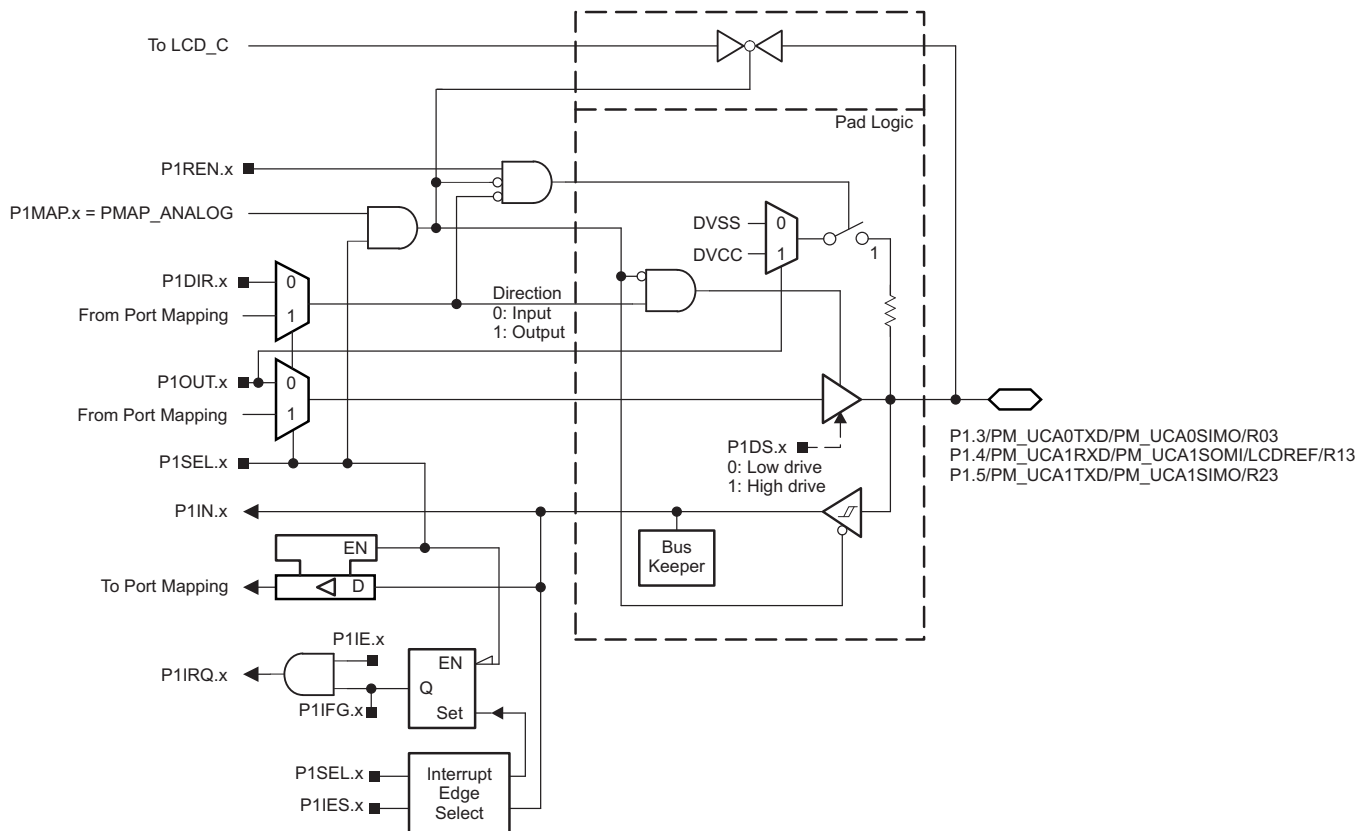 To LCD_C
Pad Logic
P1REN.x
P1MAP.x = PMAP_ANALOG
DVSS
0
DVCC
1
1
P1DIR.x
0
From Port Mapping
1
Direction
0: Input
1: Output
P1OUT.x
0
From Port Mapping
1
P1SEL.x
P1DS.x
0: Low drive
1: High drive
P1.3/PM_UCA0TXD/PM_UCA0SIMO/R03
P1.4/PM_UCA1RXD/PM_UCA1SOMI/LCDREF/R13
P1.5/PM_UCA1TXD/PM_UCA1SIMO/R23
P1IN.x
Bus
Keeper
EN
To Port Mapping
D
P1IE.x
P1IRQ.x
EN
Q
P1IFG.x
Set
P1SEL.x
P1IES.x
Interrupt
Edge
Select